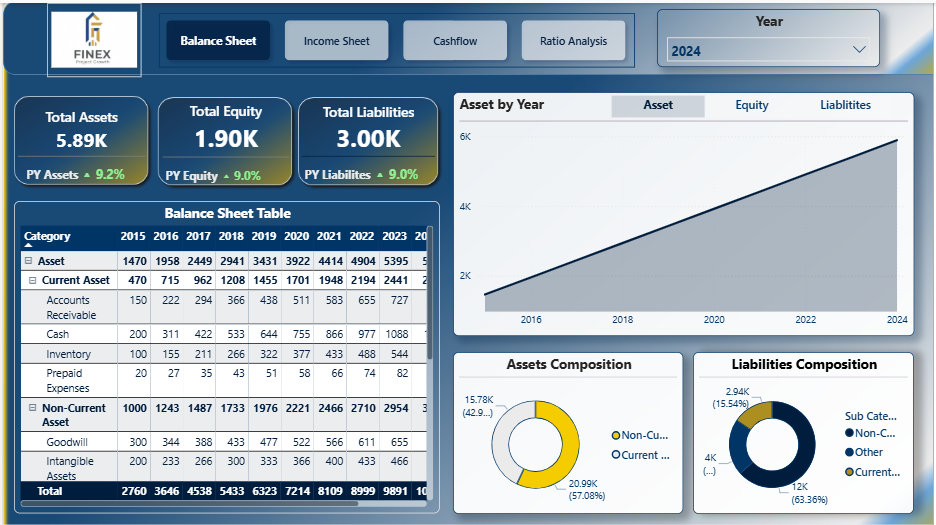 FINEX
Project Growth
Balance Sheet
Income Sheet
Cashflow
Ratio Analysis
Year
2024
Total Assets
5.89K
PY Assets 9.2%
Total Equity
1.90K
PY Equity 9.0%
Total Liablilities
3.00K
PY Liabilites 9.0%
Asset by Year
Asset
Equity
Liablitites
6K
4K
2K
2016 2018 2020 2022 2024
Balance Sheet Table
Category 2015 2016 2017 2018 2019 2020 2021 2022 2023 20
Asset 1470 1958 2449 2941 3431 3922 4414 4904 5395 5
Current Asset 470 715 962 1208 1455 1701 1948 2194 2441 2
Accounts Receivable 150 222 294 366 438 511 583 655 727
Cash 200 311 422 533 644 755 866 977 1088
Inventory 100 155 211 266 322 377 433 488 544
Prepaid Expenses 20 27 35 43 51 58 66 74 82
Non-Current Asset 1000 1243 1487 1733 1976 2221 2466 2710 2954 3
Goodwill 300 344 388 433 477 522 566 611 655
Intangible Assets 200 233 266 300 333 366 400 433 466
Total 2760 3646 4538 5433 6323 7214 8109 8999 9891 10
Assets Composition
15.78K
(42.9...)
20.99K
(57.08%)
Non-Cu...
Current ...
Liabilities Composition
2.94K
(15.54%)
4K
(...)
12K
(63.36%)
Sub Cate...
Non-C...
Other
Current...